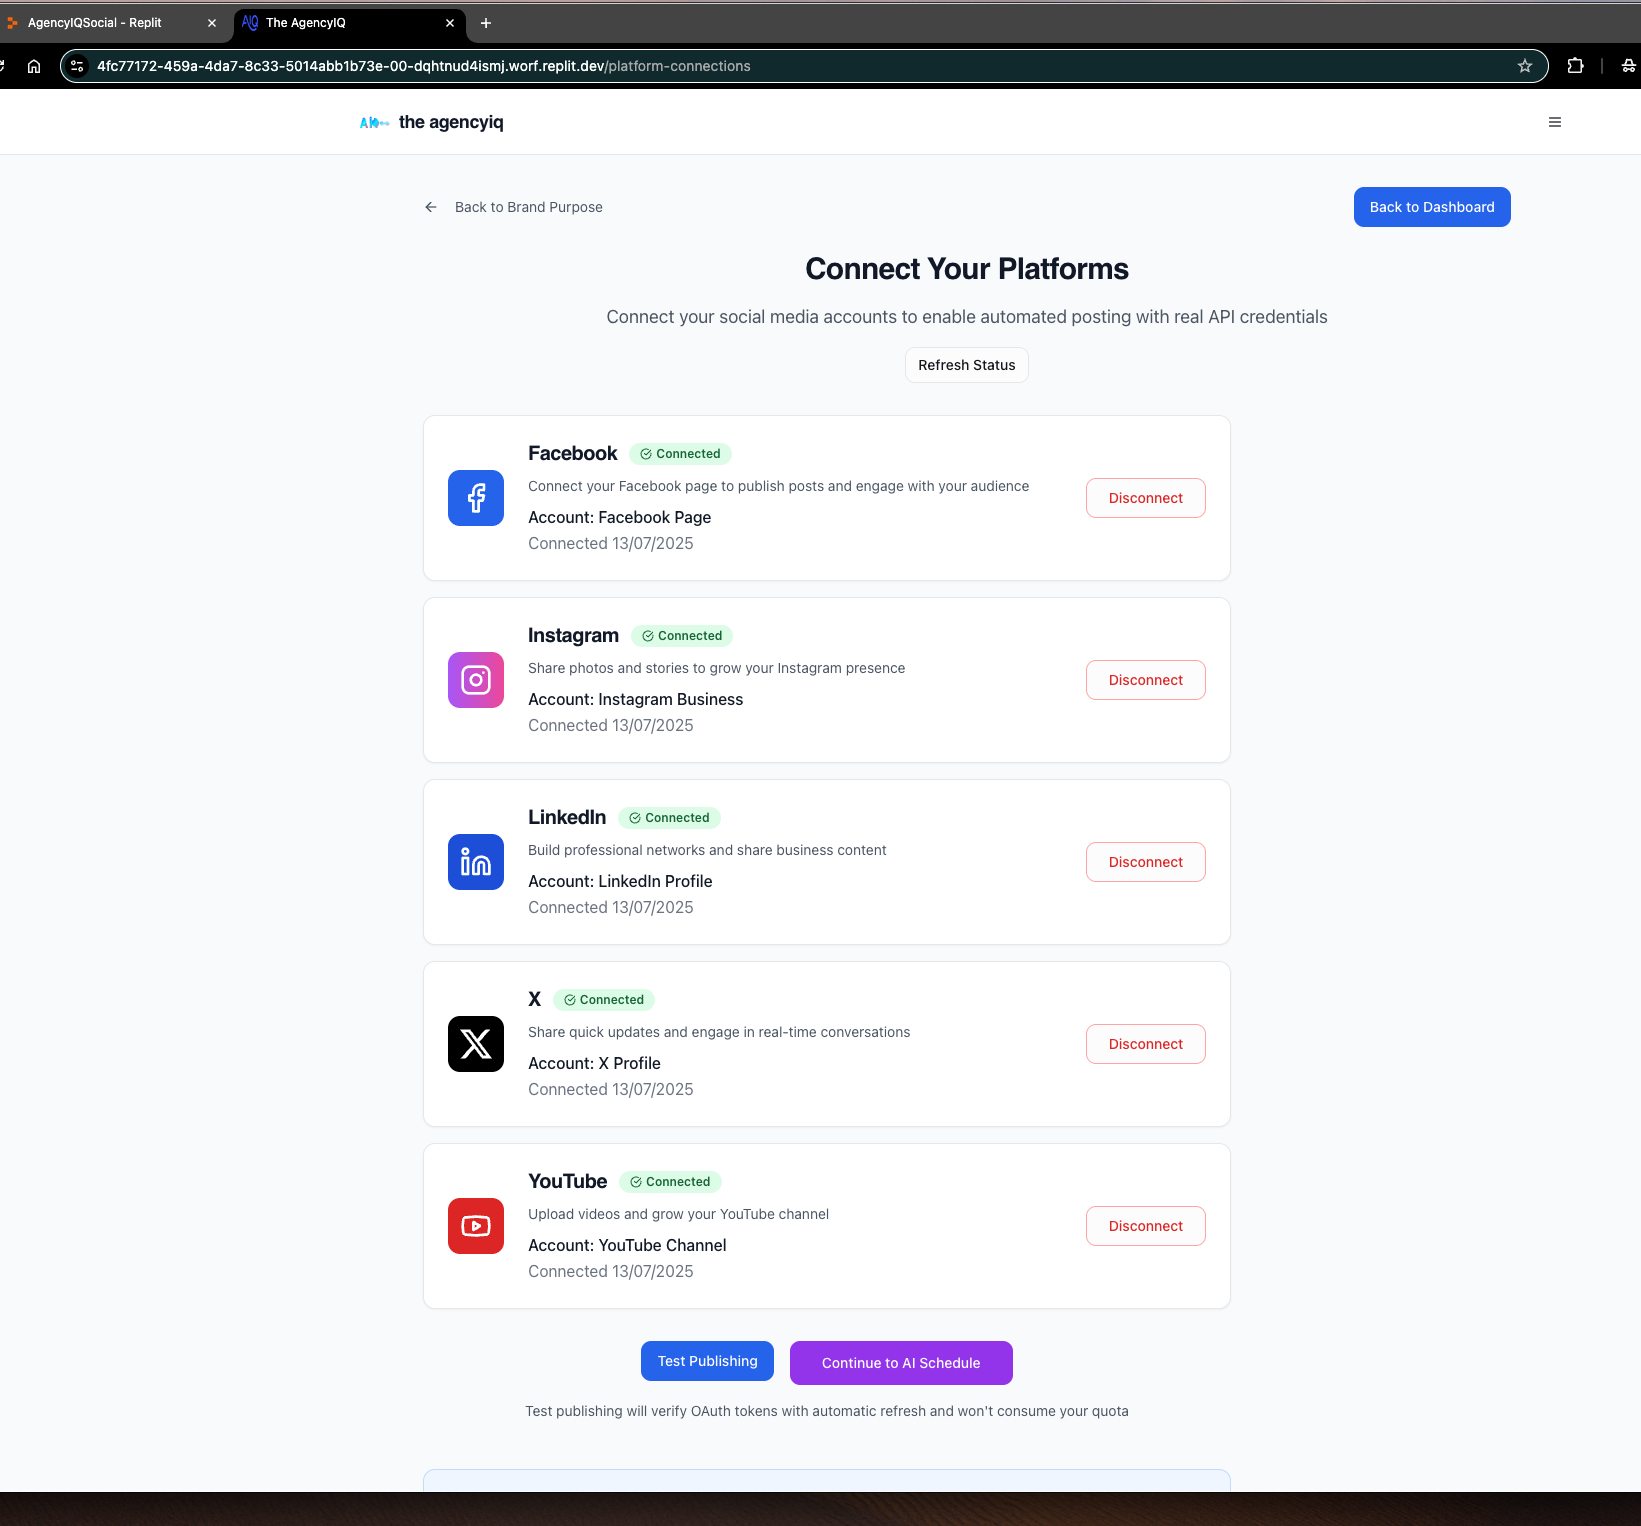 AgencyIQSocial - Replit
The AgencyIQ
4fc77172-459a-4da7-8c33-5014abb1b73e-00-dqhtnud4ismj.worf.replit.dev/platform-connections
the agencyiq
Back to Brand Purpose
Back to Dashboard
Connect Your Platforms
Connect your social media accounts to enable automated posting with real API credentials
Refresh Status
Facebook Connected
Connect your Facebook page to publish posts and engage with your audience
Account: Facebook Page
Connected 13/07/2025
Disconnect
Instagram Connected
Share photos and stories to grow your Instagram presence
Account: Instagram Business
Connected 13/07/2025
Disconnect
LinkedIn Connected
Build professional networks and share business content
Account: LinkedIn Profile
Connected 13/07/2025
Disconnect
X Connected
Share quick updates and engage in real-time conversations
Account: X Profile
Connected 13/07/2025
Disconnect
YouTube Connected
Upload videos and grow your YouTube channel
Account: YouTube Channel
Connected 13/07/2025
Disconnect
Test Publishing
Continue to AI Schedule
Test publishing will verify OAuth tokens with automatic refresh and won't consume your quota